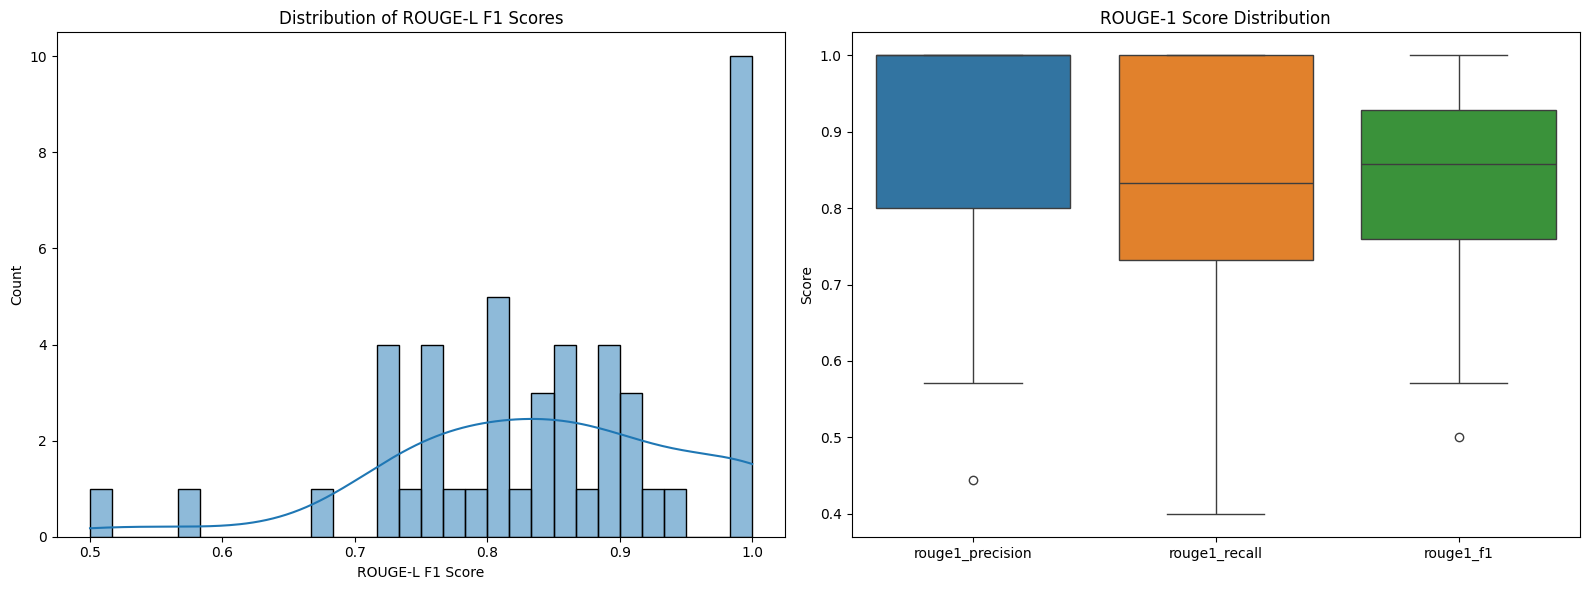 Distribution of ROUGE-L F1 Scores
10
8
6
4
2
0
Count
0.5
0.6
0.7
0.8
0.9
1.0
ROUGE-L F1 Score
ROUGE-1 Score Distribution
1.0
0.9
0.8
0.7
0.6
0.5
0.4
Score
rouge1_precision
rouge1_recall
rouge1_f1